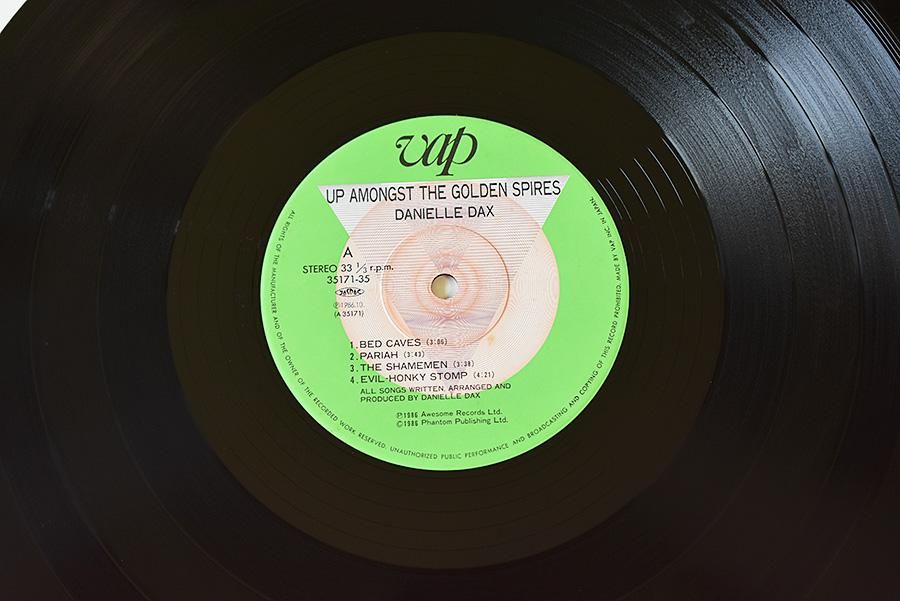 vap
UP AMONGST THE GOLDEN SPIRES
DANIELLE DAX
A
STEREO 33 1/3 r.p.m.
35171-35
℗1986.10.
(A 35171)
1. BED CAVES (3:06)
2. PARIAH (3:43)
3. THE SHAMEMEN (3:38)
4. EVIL-HONKY STOMP (4:21)
ALL SONGS WRITTEN, ARRANGED AND
PRODUCED BY DANIELLE DAX
℗1986 Awesome Records Ltd.
©1986 Phantom Publishing Ltd.
ALL RIGHTS OF THE MANUFACTURER AND OF THE OWNER OF THE RECORDED WORK RESERVED. UNAUTHORIZED PUBLIC PERFORMANCE AND BROADCASTING AND COPYING OF THIS RECORD PROHIBITED. MADE BY VAP INC. IN JAPAN.